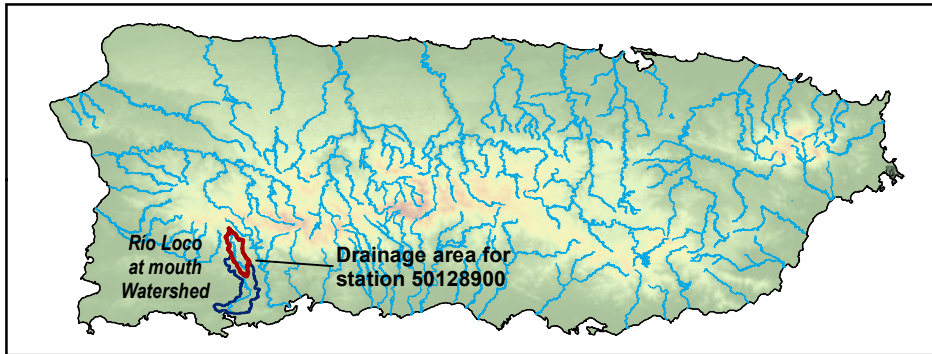 Rio Loco
at mouth
Watershed
Drainage area for
station 50128900